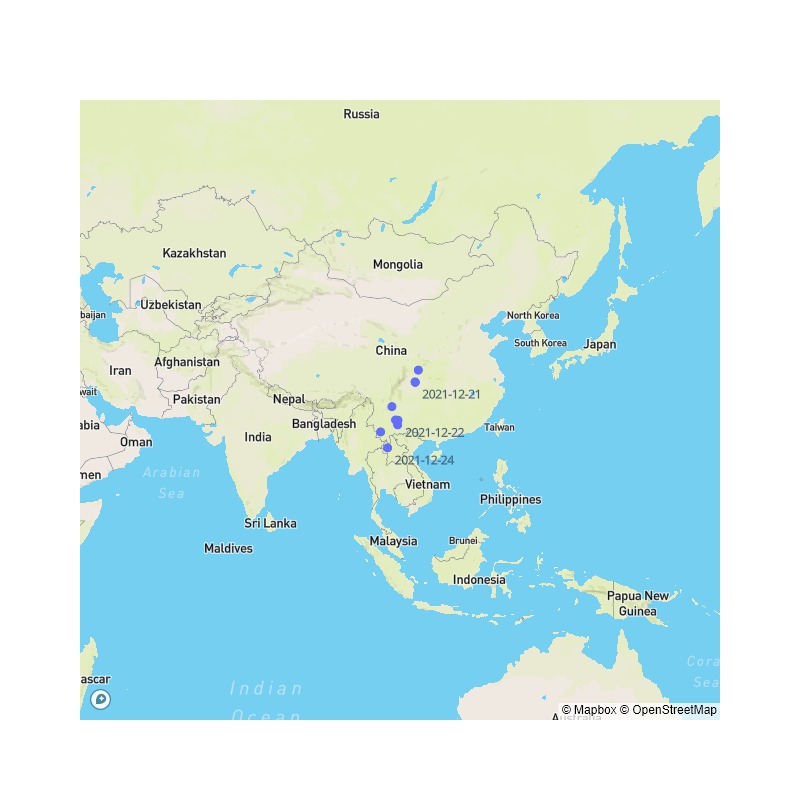 Russia
Kazakhstan
Mongolia
Uzbekistan
baijan
North Korea
South Korea
Japan
China
Afghanistan
Iran
wait
Pakistan
Nepal
2021-12-21
abia
Bangladesh
Taiwan
2021-12-22
Oman
India
2021-12-24
Arabian
Sea
men
Vietnam
Philippines
Sri Lanka
Malaysia
Brunei
Maldives
Indonesia
Papua New
Guinea
Cora
Sea
ascar
Indian
Ocean
© Mapbox © OpenStreetMap
Australia